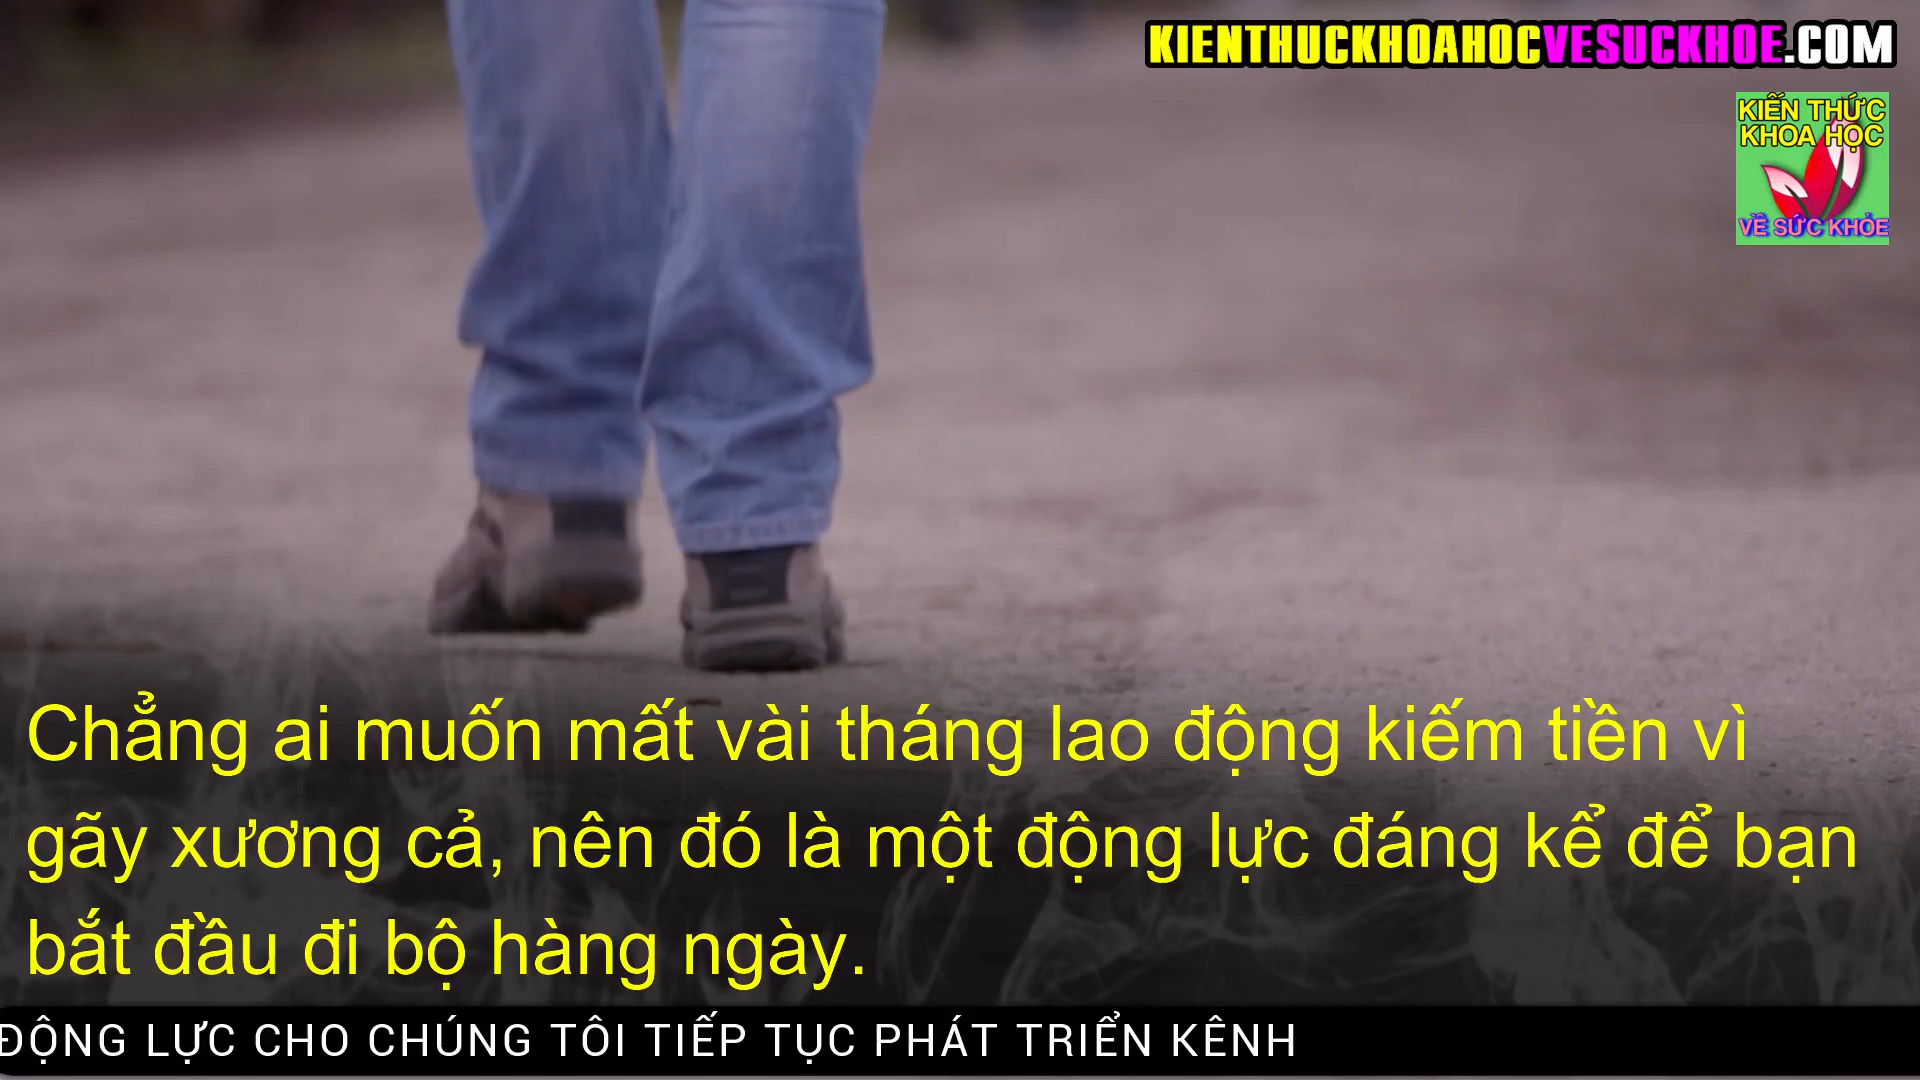 KIENTHUCKHOAHOCVESUCKHOE.COM
KIẾN THỨC
KHOA HỌC
VỀ SỨC KHỎE
Chẳng ai muốn mất vài tháng lao động kiếm tiền vì
gãy xương cả, nên đó là một động lực đáng kể để bạn
bắt đầu đi bộ hàng ngày.
ĐỘNG LỰC CHO CHÚNG TÔI TIẾP TỤC PHÁT TRIỂN KÊNH